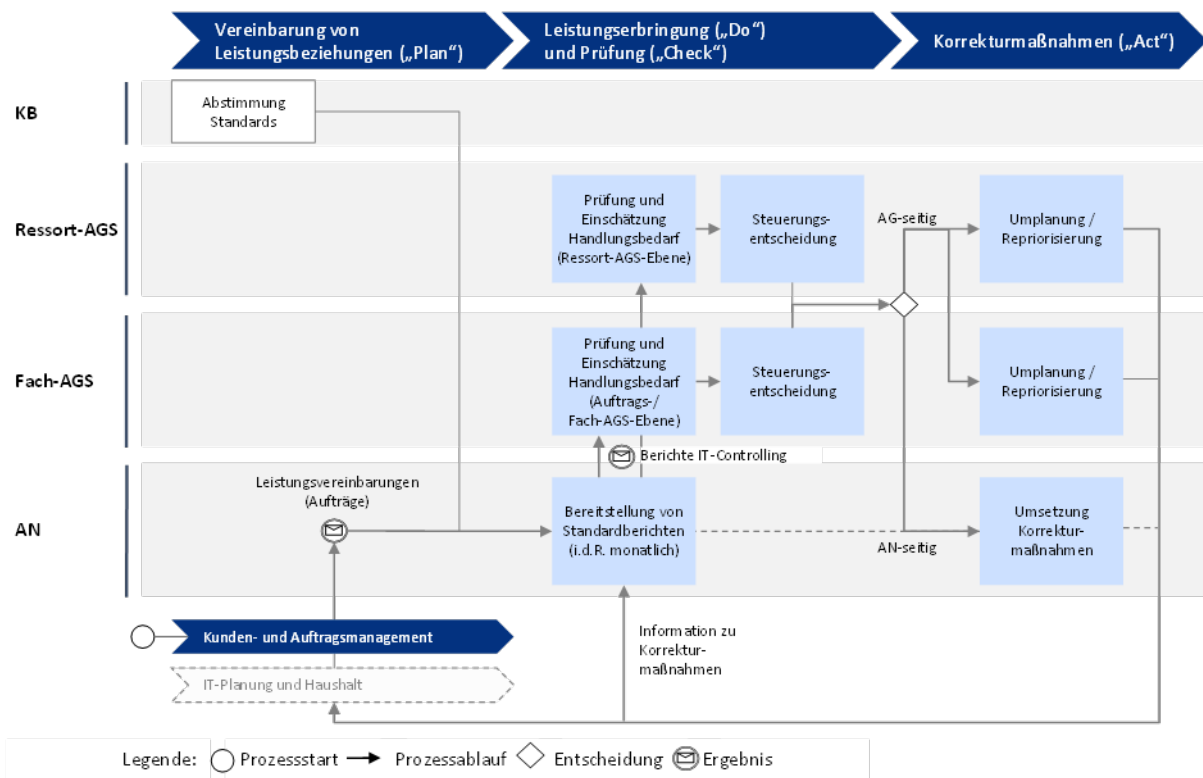 Vereinbarung von
Leistungsbeziehungen („Plan“)
Leistungserbringung („Do“)
und Prüfung („Check“)
Korrekturmaßnahmen („Act“)
KB
Abstimmung
Standards
Ressort-AGS
Prüfung und
Einschätzung
Handlungsbedarf
(Ressort-AGS-Ebene)
Steuerungs-
entscheidung
AG-seitig
Umplanung /
Repriorisierung
Fach-AGS
Prüfung und
Einschätzung
Handlungsbedarf
(Auftrags-/
Fach-AGS-Ebene)
Steuerungs-
entscheidung
Umplanung /
Repriorisierung
Berichte IT-Controlling
AN
Leistungsvereinbarungen
(Aufträge)
Bereitstellung von
Standardberichten
(i.d.R. monatlich)
AN-seitig
Umsetzung
Korrektur-
maßnahmen
Kunden- und Auftragsmanagement
IT-Planung und Haushalt
Information zu
Korrektur-
maßnahmen
Legende: Prozessstart Prozessablauf Entscheidung Ergebnis